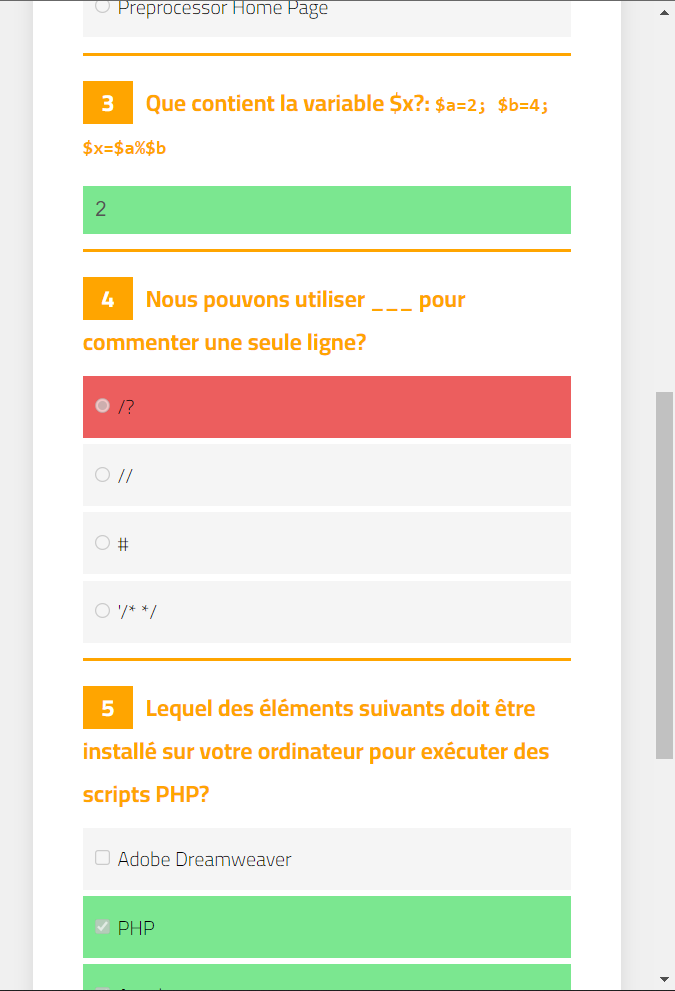 Preprocessor Home Page
3 Que contient la variable $x?: $a=2; $b=4;
$x=$a%$b
2
4 Nous pouvons utiliser ___ pour
commenter une seule ligne?
/?
//
#
'/* */
5 Lequel des éléments suivants doit être
installé sur votre ordinateur pour exécuter des
scripts PHP?
Adobe Dreamweaver
PHP